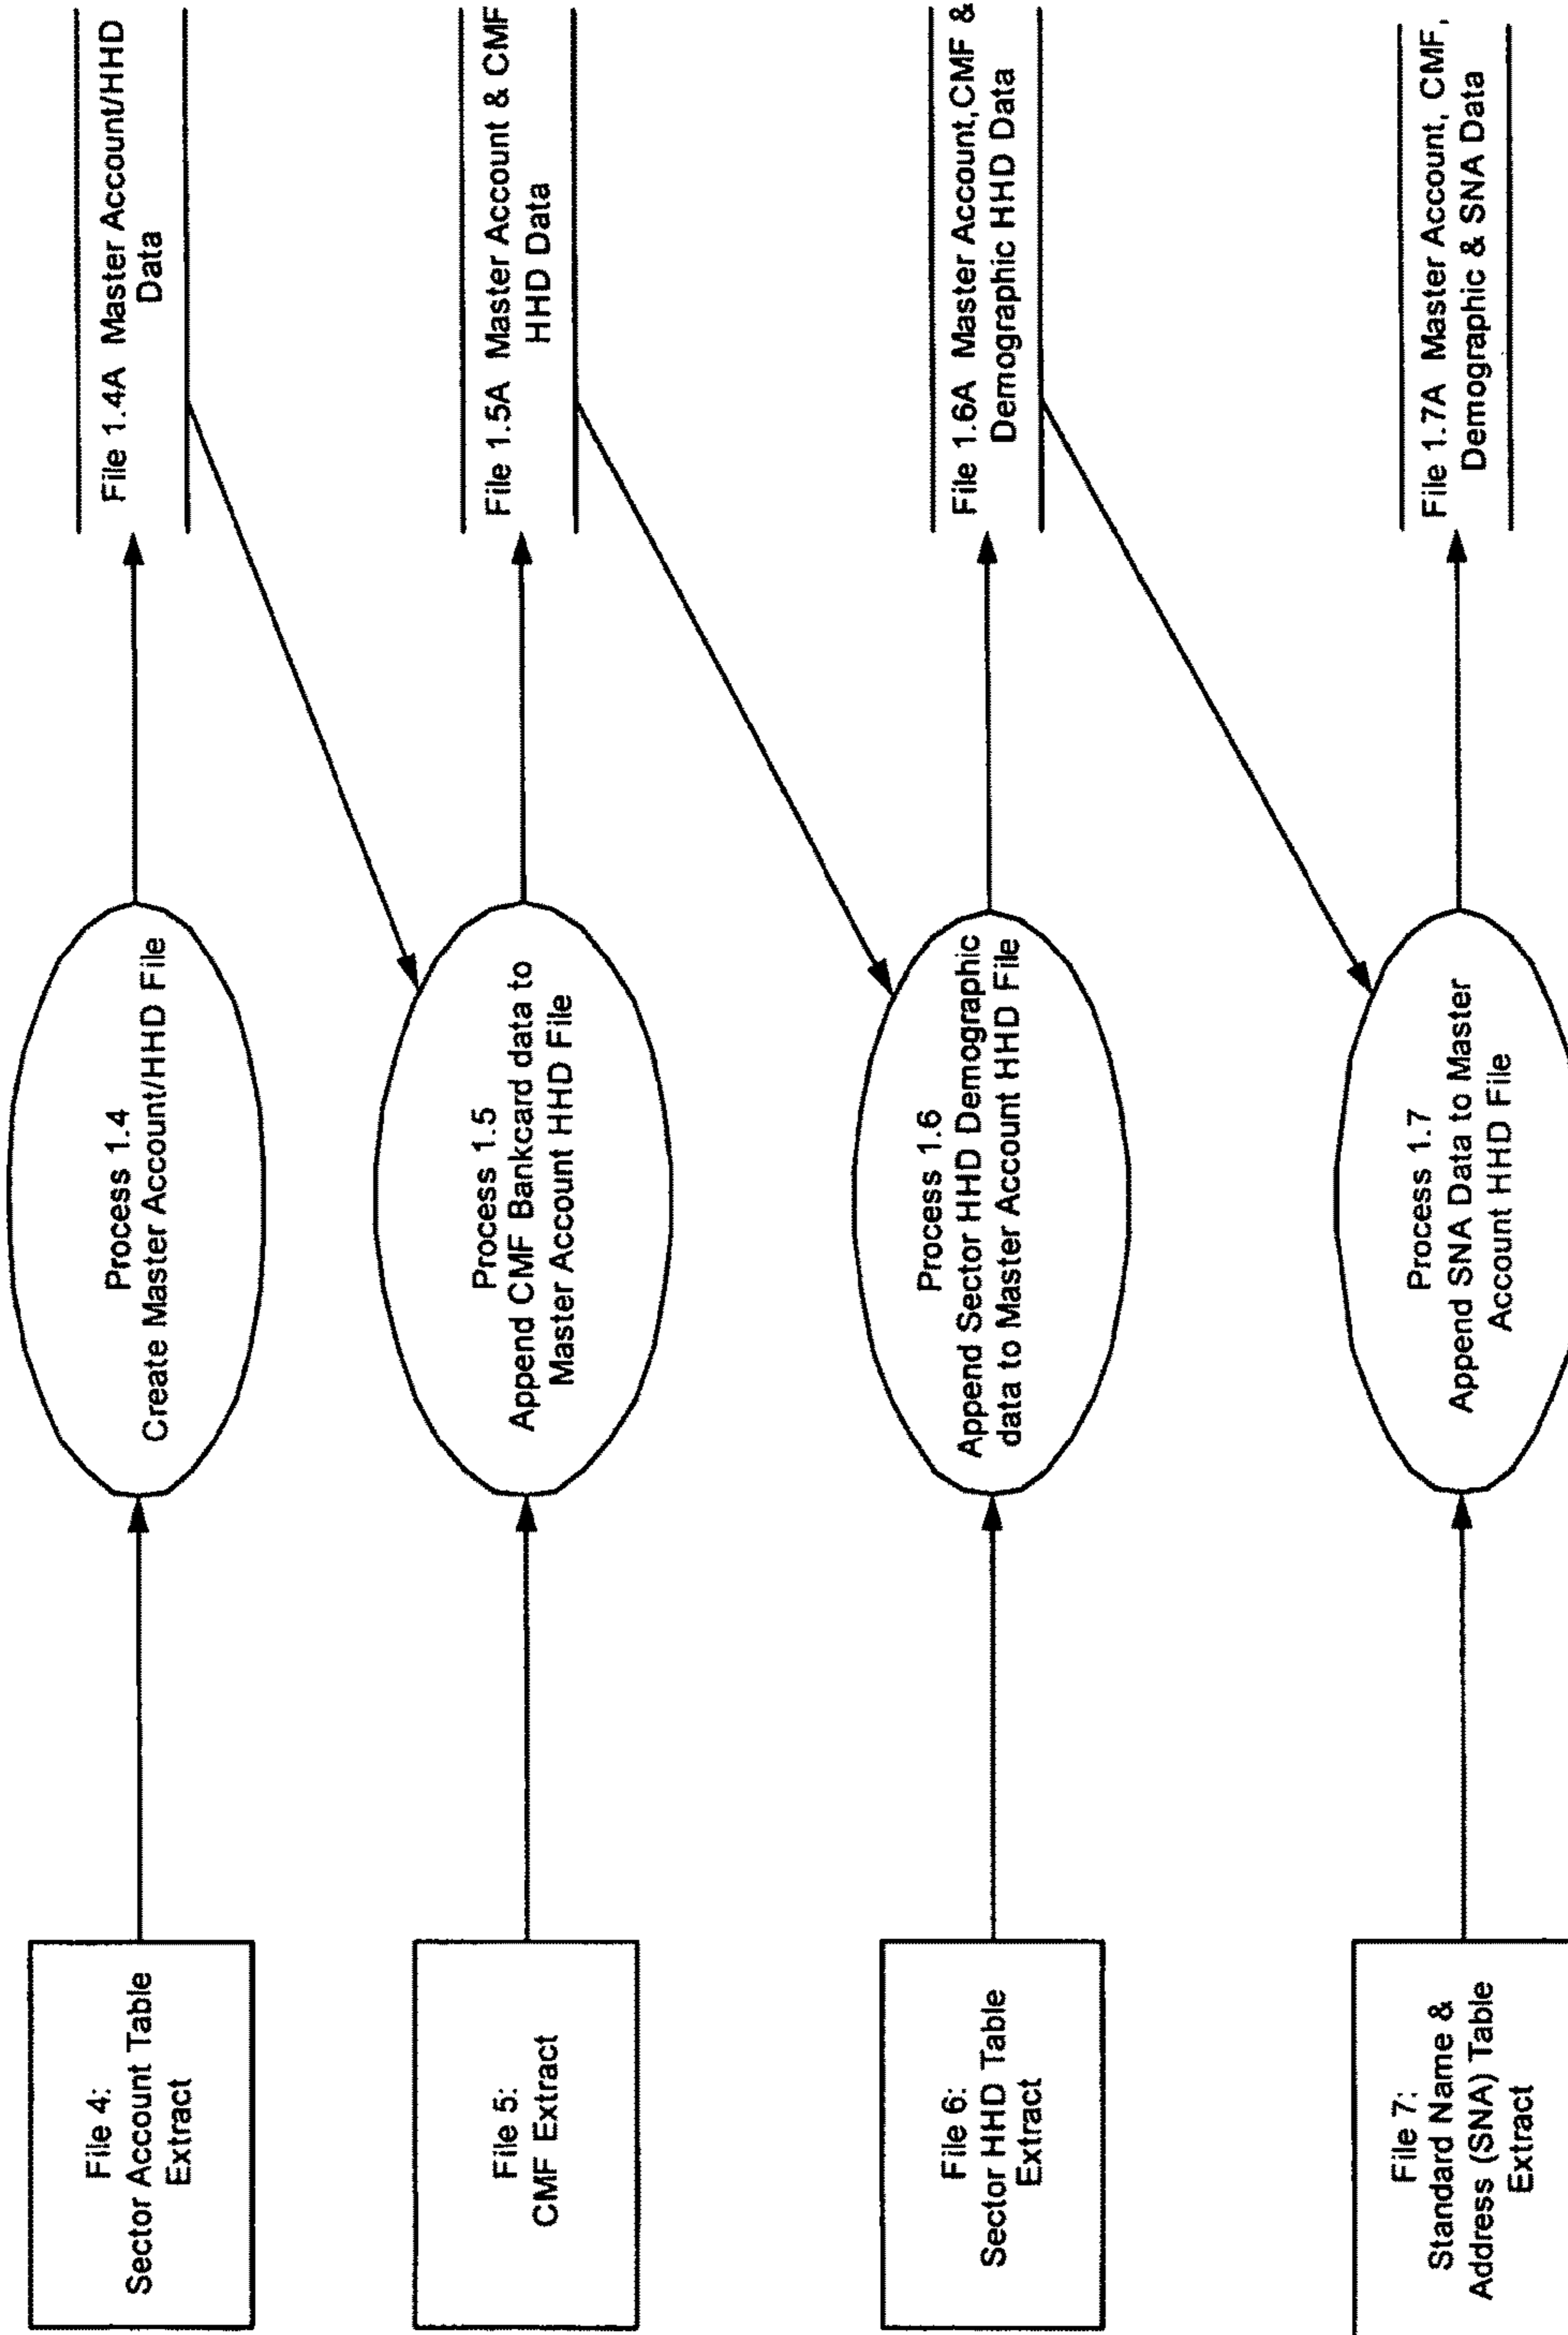 File 4:
Sector Account Table
Extract
Process 1.4
Create Master Account/HHD File
File 1.4A Master Account/HHD
Data
File 5:
CMF Extract
Process 1.5
Append CMF Bankcard data to
Master Account HHD File
File 1.5A Master Account & CMF
HHD Data
File 6:
Sector HHD Table
Extract
Process 1.6
Append Sector HHD Demographic
data to Master Account HHD File
File 1.6A Master Account,CMF &
Demographic HHD Data
File 7:
Standard Name &
Address (SNA) Table
Extract
Process 1.7
Append SNA Data to Master
Account HHD File
File 1.7A Master Account, CMF,
Demographic & SNA Data